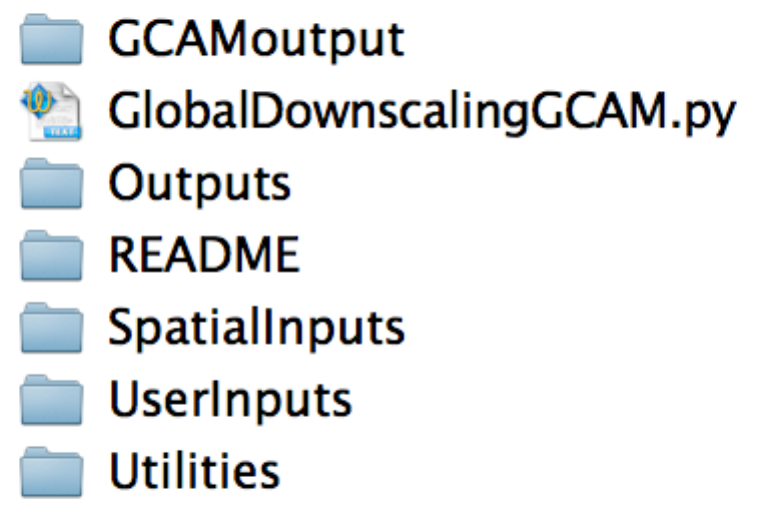 GCAMoutput
GlobalDownscalingGCAM.py
Outputs
README
SpatialInputs
UserInputs
Utilities